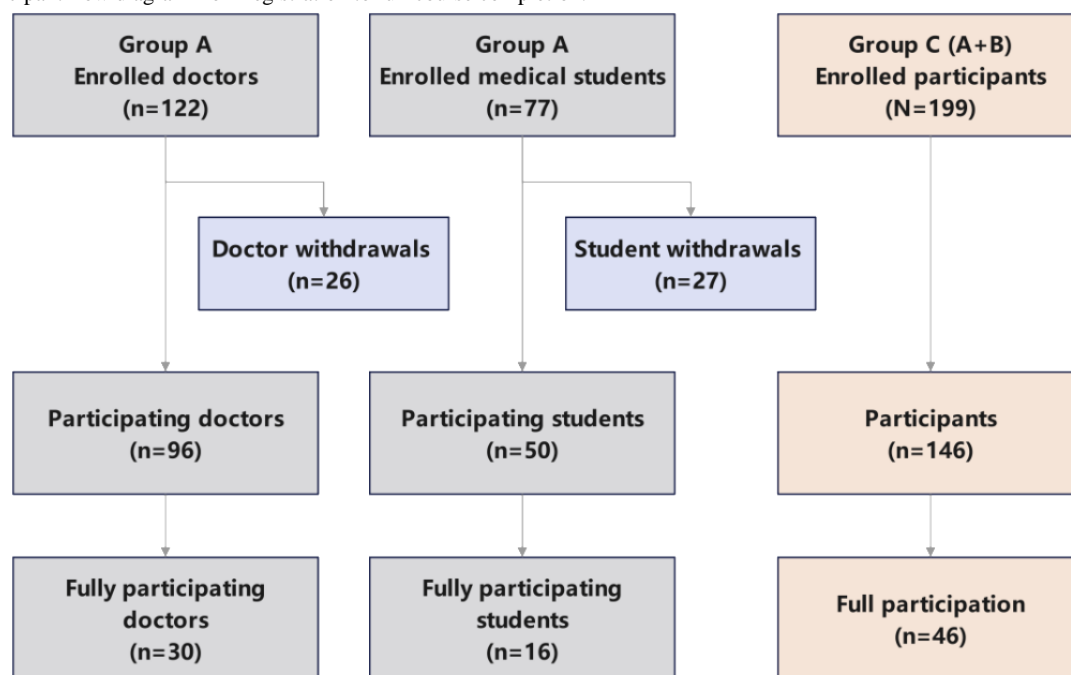 Group A
Enrolled doctors
(n=122)
Group A
Enrolled medical students
(n=77)
Group C (A+B)
Enrolled participants
(N=199)
Doctor withdrawals
(n=26)
Student withdrawals
(n=27)
Participating doctors
(n=96)
Participating students
(n=50)
Participants
(n=146)
Fully participating
doctors
(n=30)
Fully participating
students
(n=16)
Full participation
(n=46)